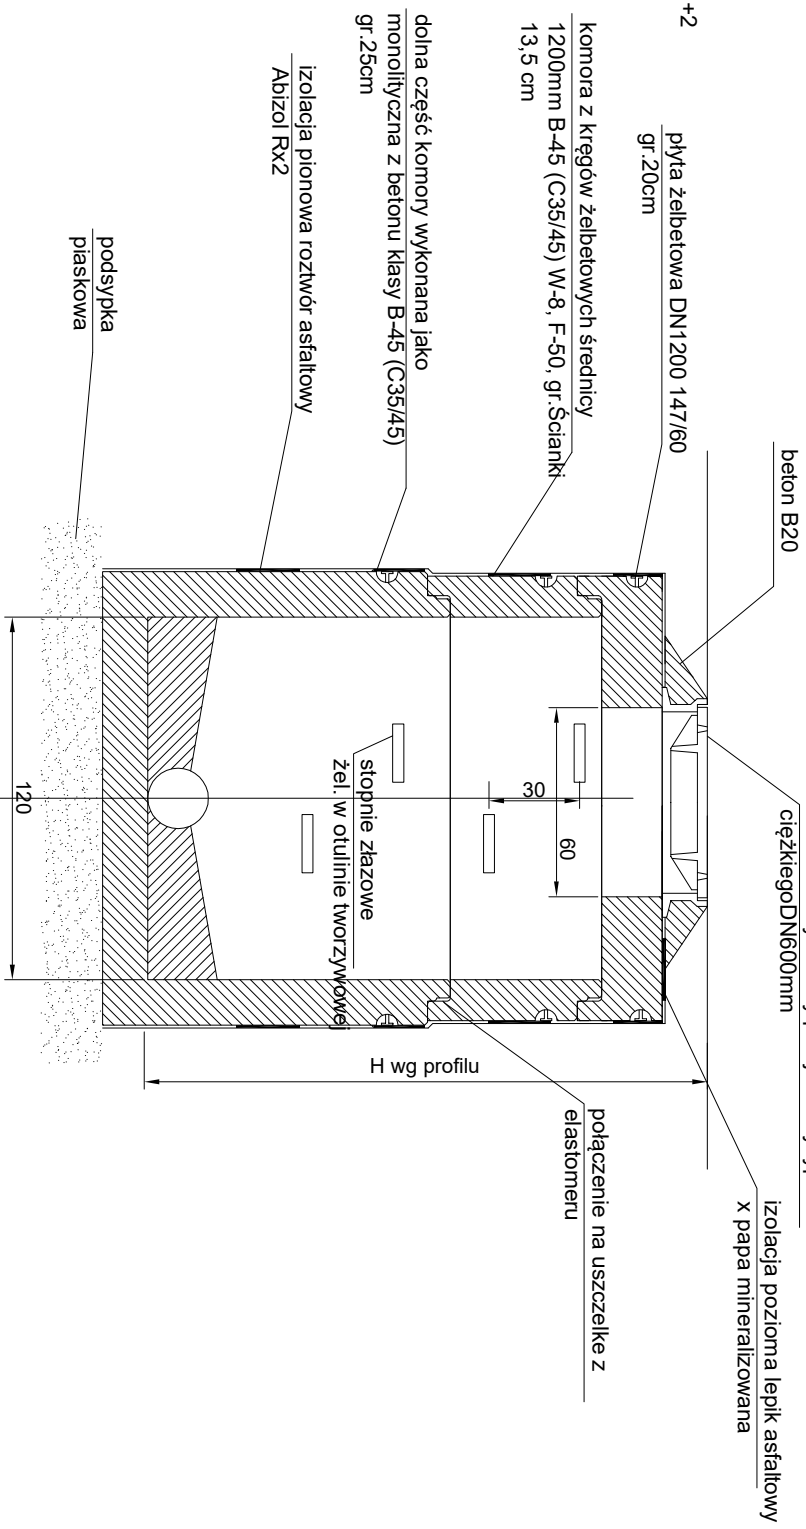 +2
beton B20
płyta żelbetowa DN1200 147/60
gr.20cm
komora z kręgów żelbetowych średnicy
1200mm B-45 (C35/45) W-8, F-50, gr.Ścianki
13,5 cm
dolna część komory wykonana jako
monolityczna z betonu klasy B-45 (C35/45)
gr.25cm
izolacja pionowa roztwór asfaltowy
Abizol Rx2
podsypka
piaskowa
ciężkiegoDN600mm
izolacja pozioma lepik asfaltowy
x papa mineralizowana
połączenie na uszczelke z
elastomeru
stopnie złazowe
żel. w otulinie tworzywowej
30
60
120
H wg profilu